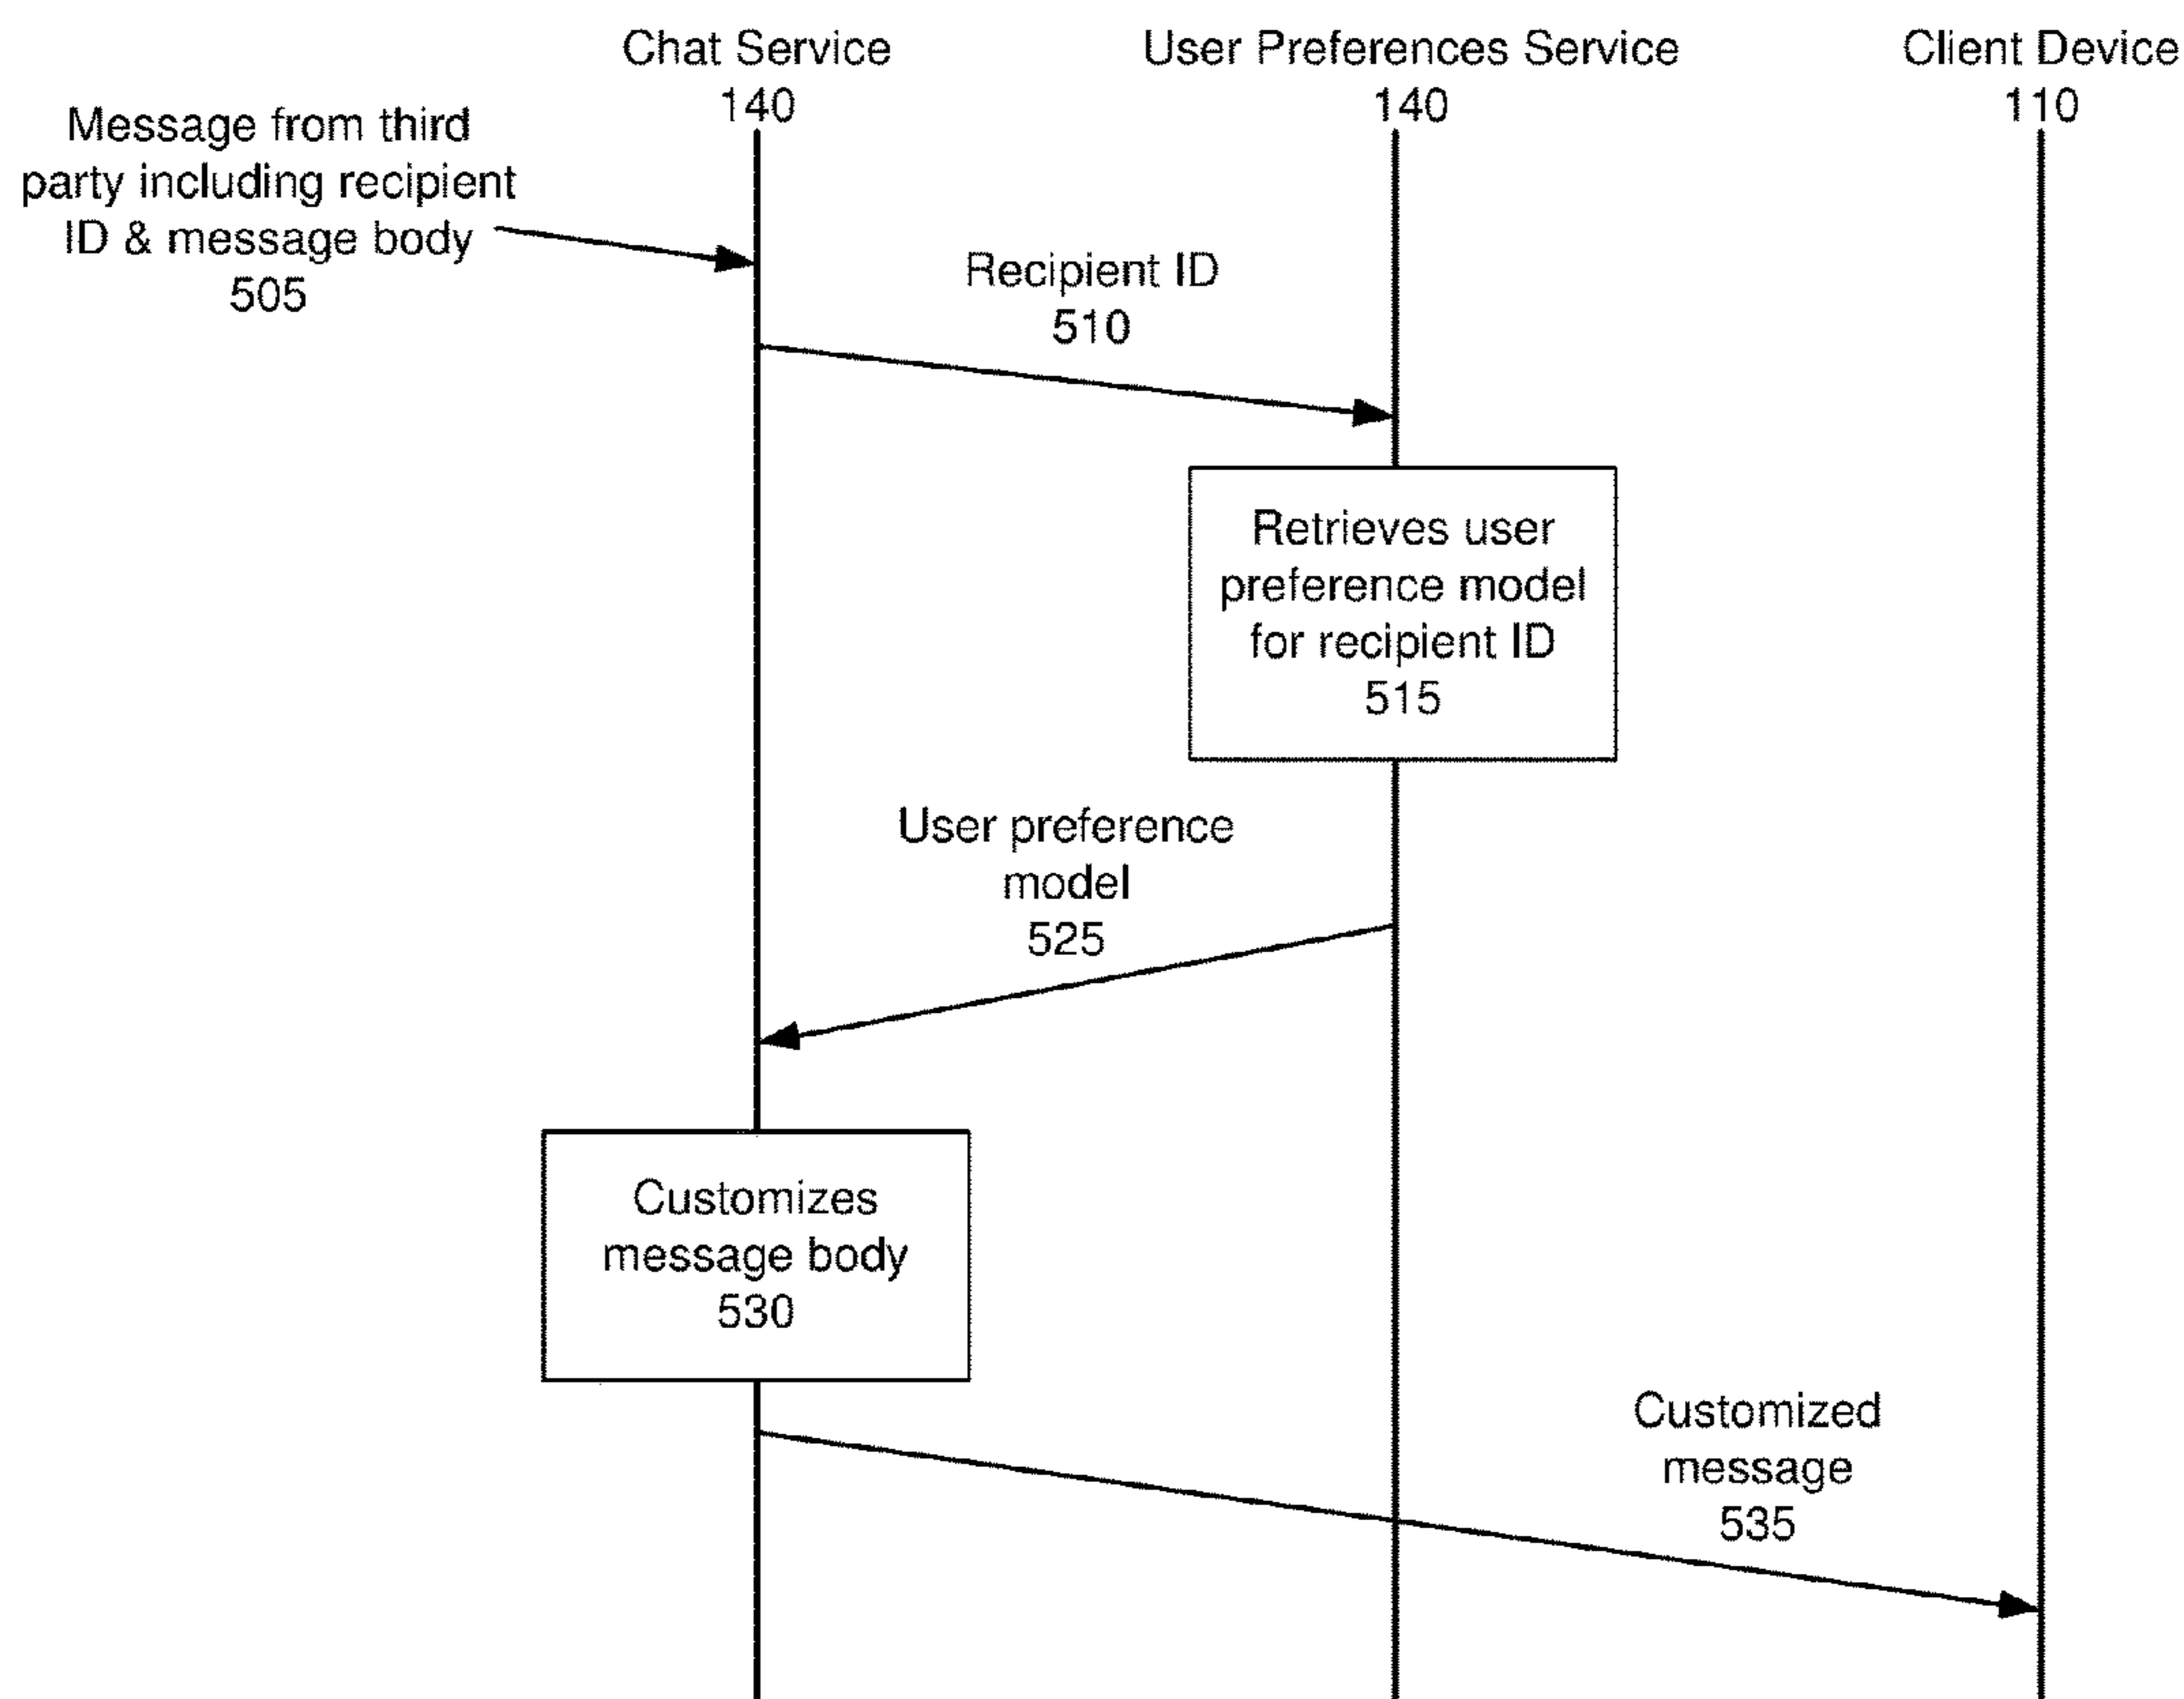 Chat Service
140
User Preferences Service
140
Client Device
110
Message from third
party including recipient
ID & message body
505
Recipient ID
510
Retrieves user
preference model
for recipient ID
515
User preference
model
525
Customizes
message body
530
Customized
message
535